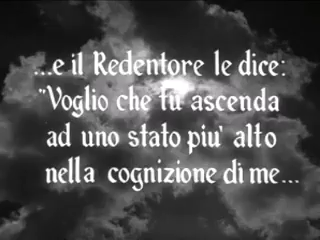 ...e il Redentore le dice:
"Voglio che tu ascenda
ad uno stato piu' alto
nella cognizione di me...